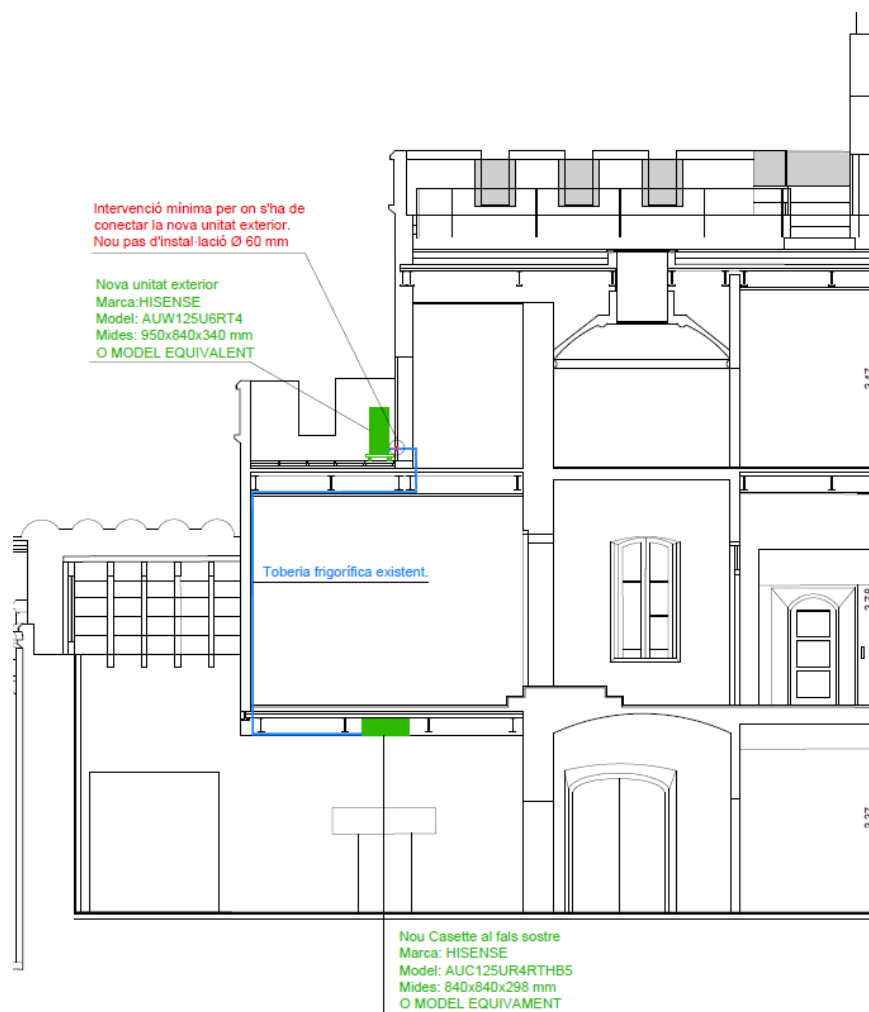 Intervenció mínima per on s'ha de
conectar la nova unitat exterior.
Nou pas d'instal·lació Ø 60 mm
Nova unitat exterior
Marca:HISENSE
Model: AUW125U6RT4
Mides: 950x840x340 mm
O MODEL EQUIVALENT
Toberia frigorífica existent.
Nou Casette al fals sostre
Marca: HISENSE
Model: AUC125UR4RTHB5
Mides: 840x840x298 mm
O MODEL EQUIVAMENT